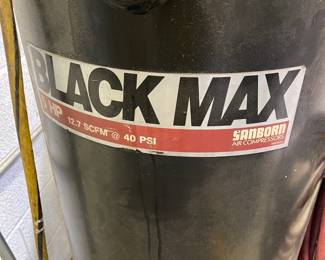 BLACK MAX
HP 12.7 SCFM @ 40 PSI
SANBORN
AIR COMPRESSORS